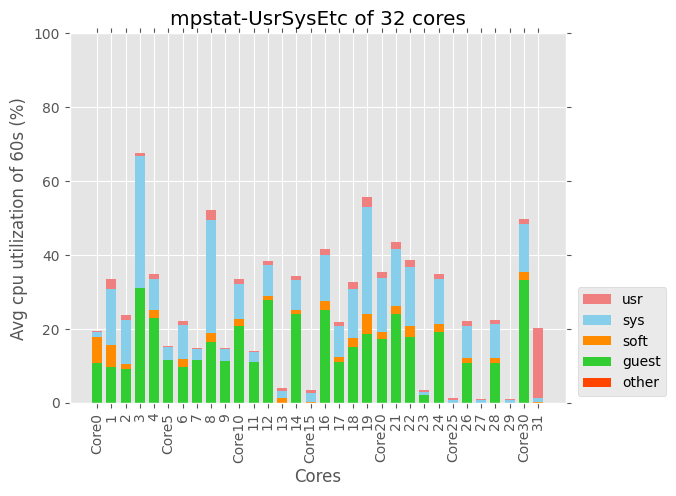 mpstat-UsrSysEtc of 32 cores
Avg cpu utilization of 60s (%)
100
80
60
40
20
0
Core0
1
2
3
4
Core5
6
7
8
9
Core10
11
12
13
14
Core15
16
17
18
19
Core20
21
22
23
24
Core25
26
27
28
29
Core30
31
Cores
usr
sys
soft
guest
other